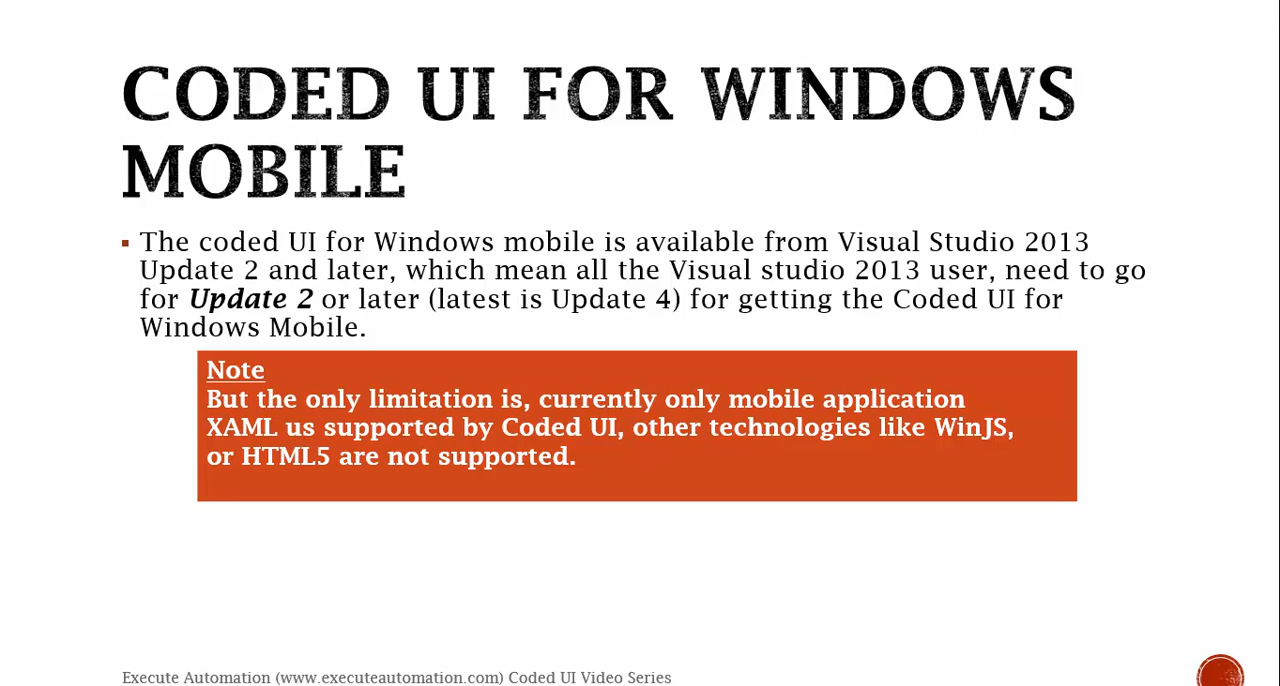 CODED UI FOR WINDOWS
MOBILE
▪ The coded UI for Windows mobile is available from Visual Studio 2013
Update 2 and later, which mean all the Visual studio 2013 user, need to go
for Update 2 or later (latest is Update 4) for getting the Coded UI for
Windows Mobile.
Note
But the only limitation is, currently only mobile application
XAML us supported by Coded UI, other technologies like WinJS,
or HTML5 are not supported.
Execute Automation (www.executeautomation.com) Coded UI Video Series